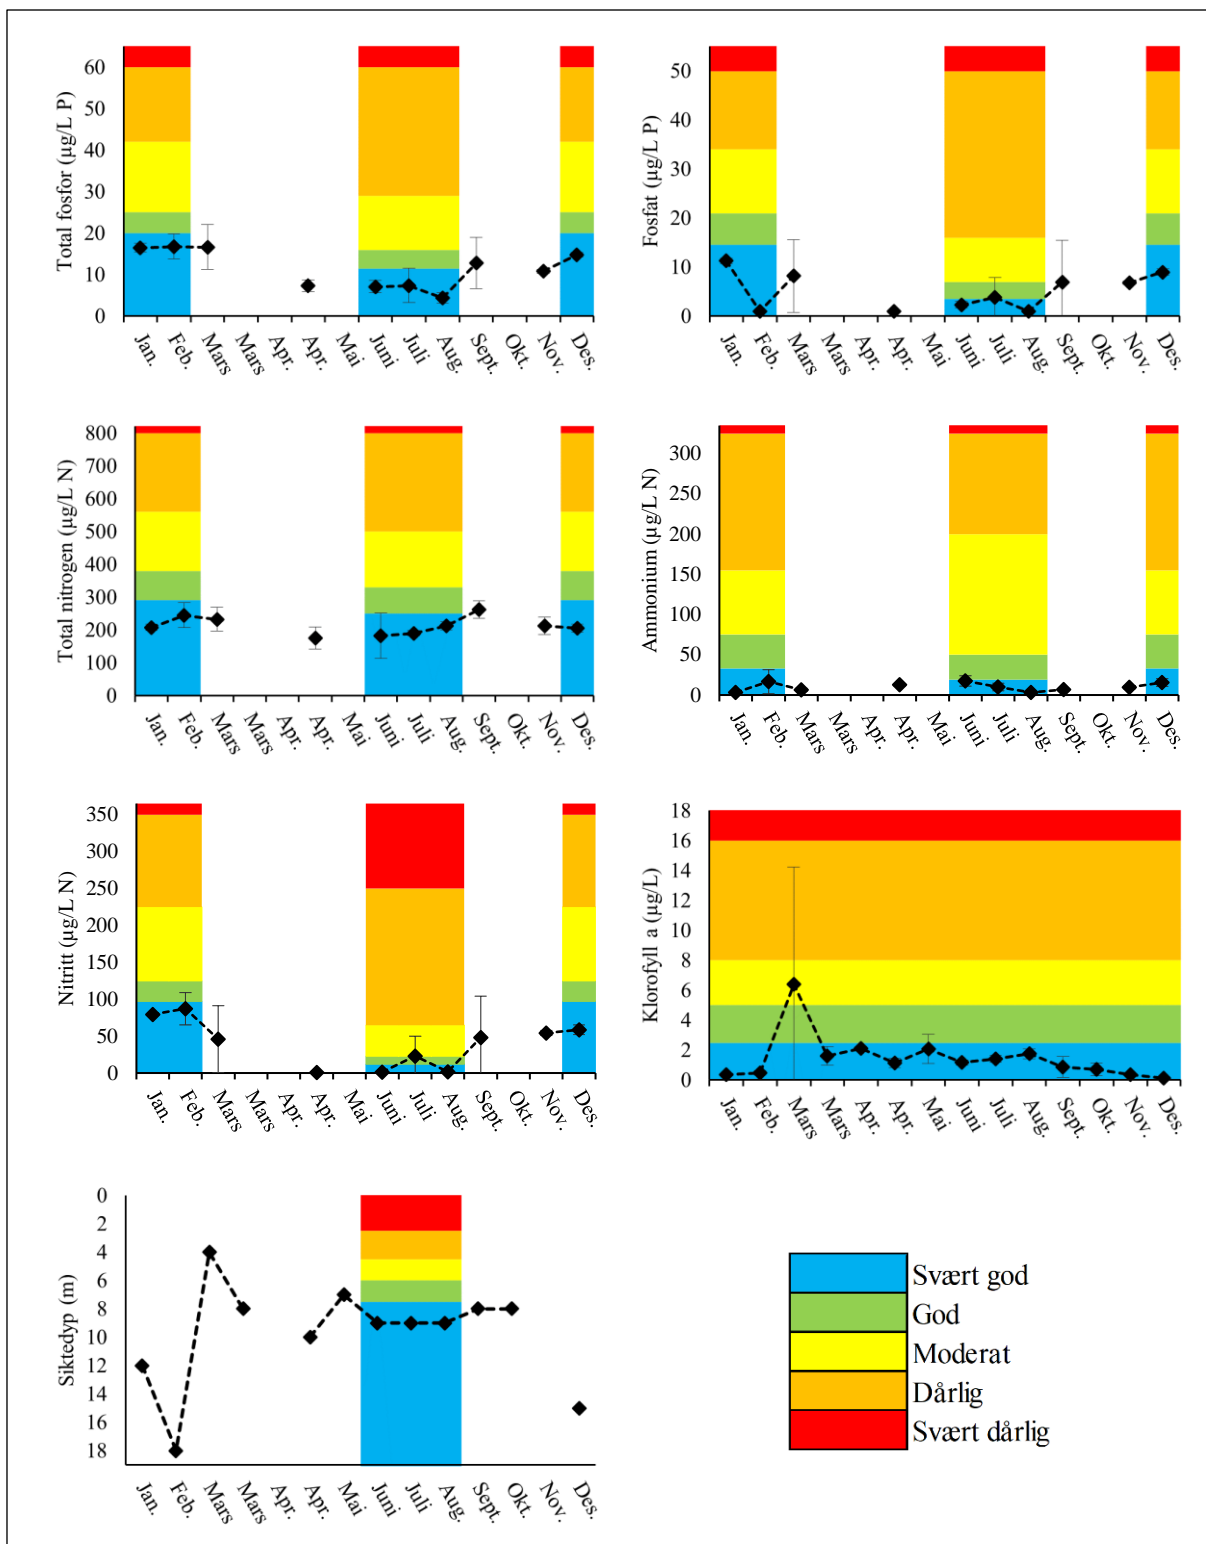 Total fosfor (µg/L P)
60
50
40
30
20
10
0
Jan.
Feb.
Mars
Mars
Apr.
Apr.
Mai
Juni
Juli
Aug.
Sept.
Okt.
Nov.
Des.
Fosfat (µg/L P)
50
40
30
20
10
0
Jan.
Feb.
Mars
Mars
Apr.
Apr.
Mai
Juni
Juli
Aug.
Sept.
Okt.
Nov.
Des.
Total nitrogen (µg/L N)
800
700
600
500
400
300
200
100
0
Jan.
Feb.
Mars
Mars
Apr.
Apr.
Mai
Juni
Juli
Aug.
Sept.
Okt.
Nov.
Des.
Ammonium (µg/L N)
300
250
200
150
100
50
0
Jan.
Feb.
Mars
Mars
Apr.
Apr.
Mai
Juni
Juli
Aug.
Sept.
Okt.
Nov.
Des.
Nitritt (µg/L N)
350
300
250
200
150
100
50
0
Jan.
Feb.
Mars
Mars
Apr.
Apr.
Mai
Juni
Juli
Aug.
Sept.
Okt.
Nov.
Des.
Klorofyll a (µg/L)
18
16
14
12
10
8
6
4
2
0
Jan.
Feb.
Mars
Mars
Apr.
Apr.
Mai
Juni
Juli
Aug.
Sept.
Okt.
Nov.
Des.
Siktedyp (m)
0
2
4
6
8
10
12
14
16
18
Jan.
Feb.
Mars
Mars
Apr.
Apr.
Mai
Juni
Juli
Aug.
Sept.
Okt.
Nov.
Des.
Svært god
God
Moderat
Dårlig
Svært dårlig